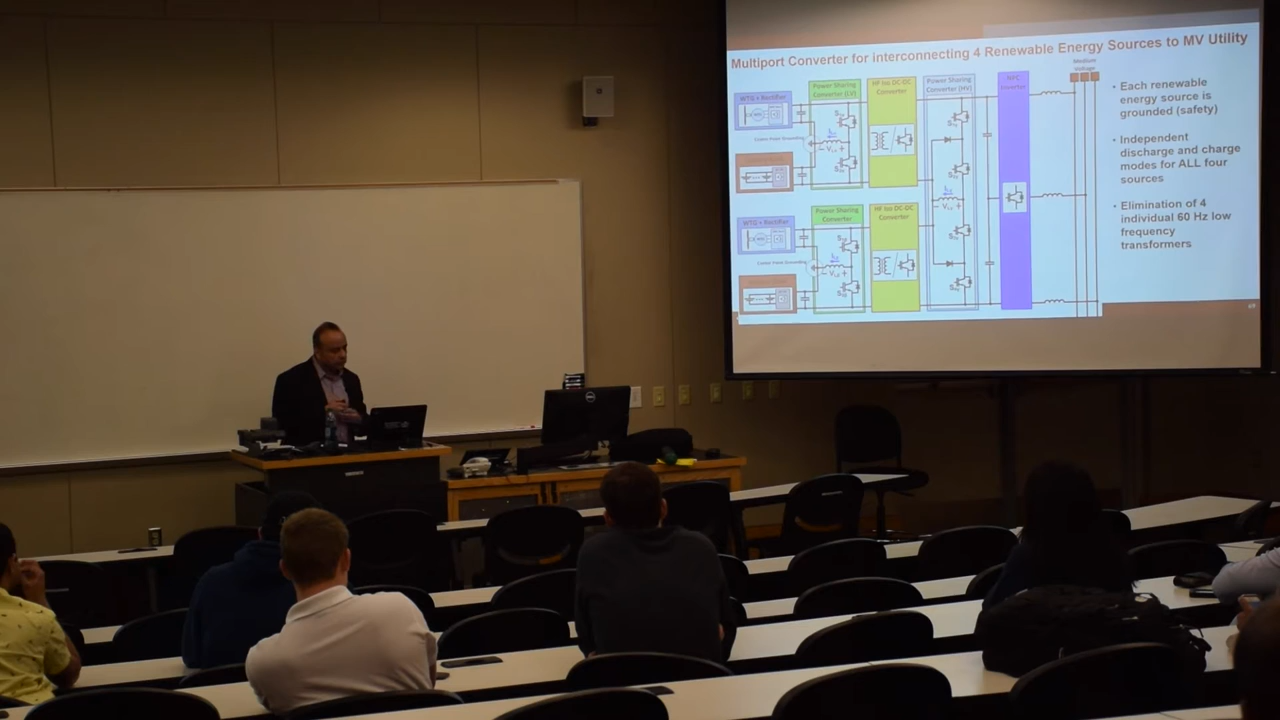 Multiport Converter for interconnecting 4 Renewable Energy Sources to MV Utility
Medium
Voltage
WTG + Rectifier
Power Sharing
Converter (LV)
HF Iso DC-DC
Converter
Power Sharing
Converter (HV)
NPC
Inverter
WTG + Rectifier
Power Sharing
Converter
HF Iso DC-DC
Converter
• Each renewable
energy source is
grounded (safety)
• Independent
discharge and charge
modes for ALL four
sources
• Elimination of 4
individual 60 Hz low
frequency
transformers
DELL